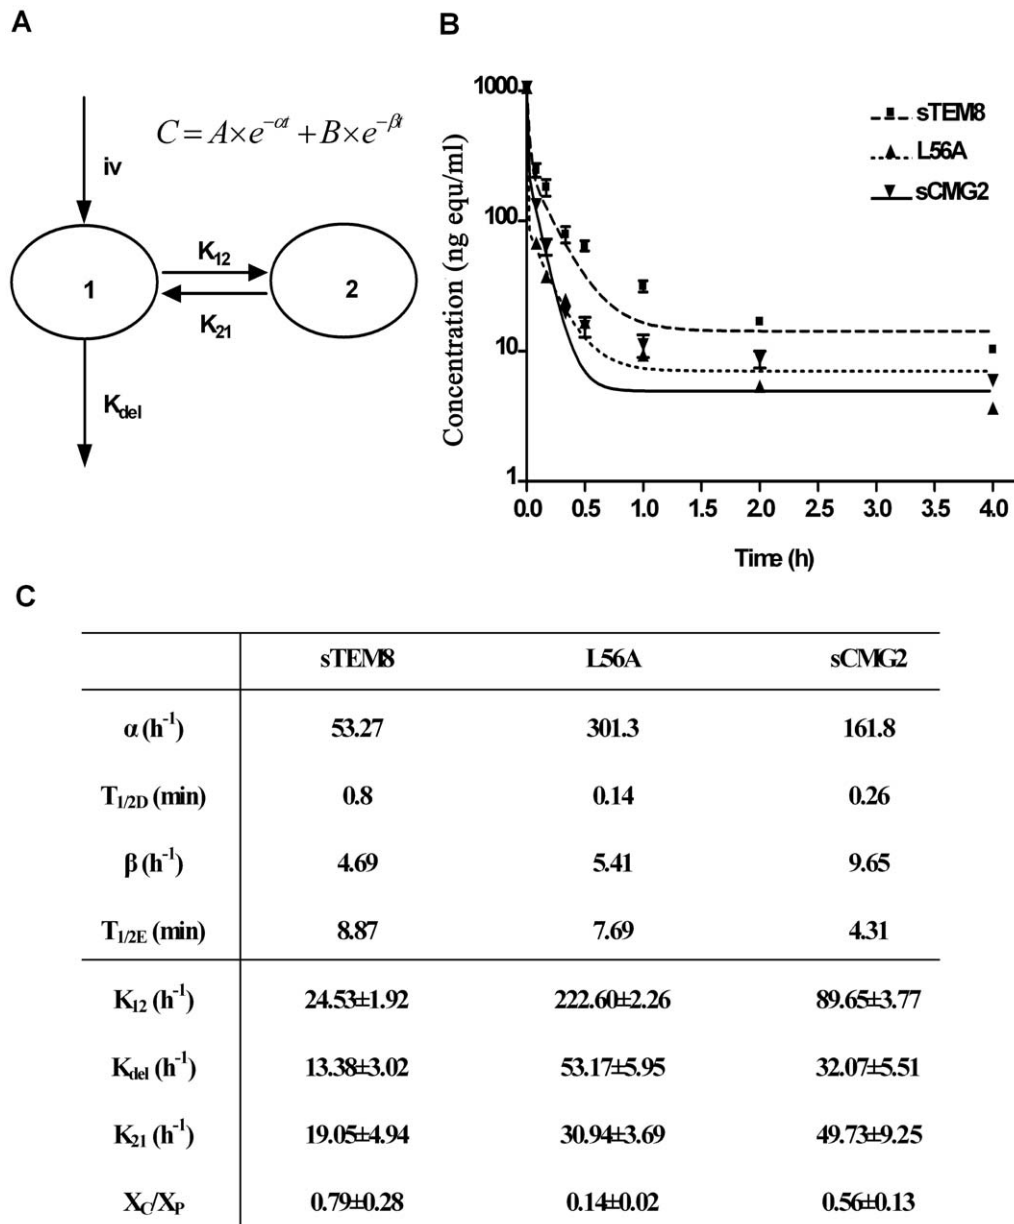 A
iv
C = A×e^{-αt} + B×e^{-βt}
1
K₁₂
K₂₁
2
K_del
B
Concentration (ng equ/ml)
1000
100
10
1
0.0 0.5 1.0 1.5 2.0 2.5 3.0 3.5 4.0
Time (h)
sTEM8
L56A
sCMG2
C
sTEM8 L56A sCMG2
α (h⁻¹) 53.27 301.3 161.8
T₁/₂D (min) 0.8 0.14 0.26
β (h⁻¹) 4.69 5.41 9.65
T₁/₂E (min) 8.87 7.69 4.31
K₁₂ (h⁻¹) 24.53±1.92 222.60±2.26 89.65±3.77
K_del (h⁻¹) 13.38±3.02 53.17±5.95 32.07±5.51
K₂₁ (h⁻¹) 19.05±4.94 30.94±3.69 49.73±9.25
X_C/X_P 0.79±0.28 0.14±0.02 0.56±0.13